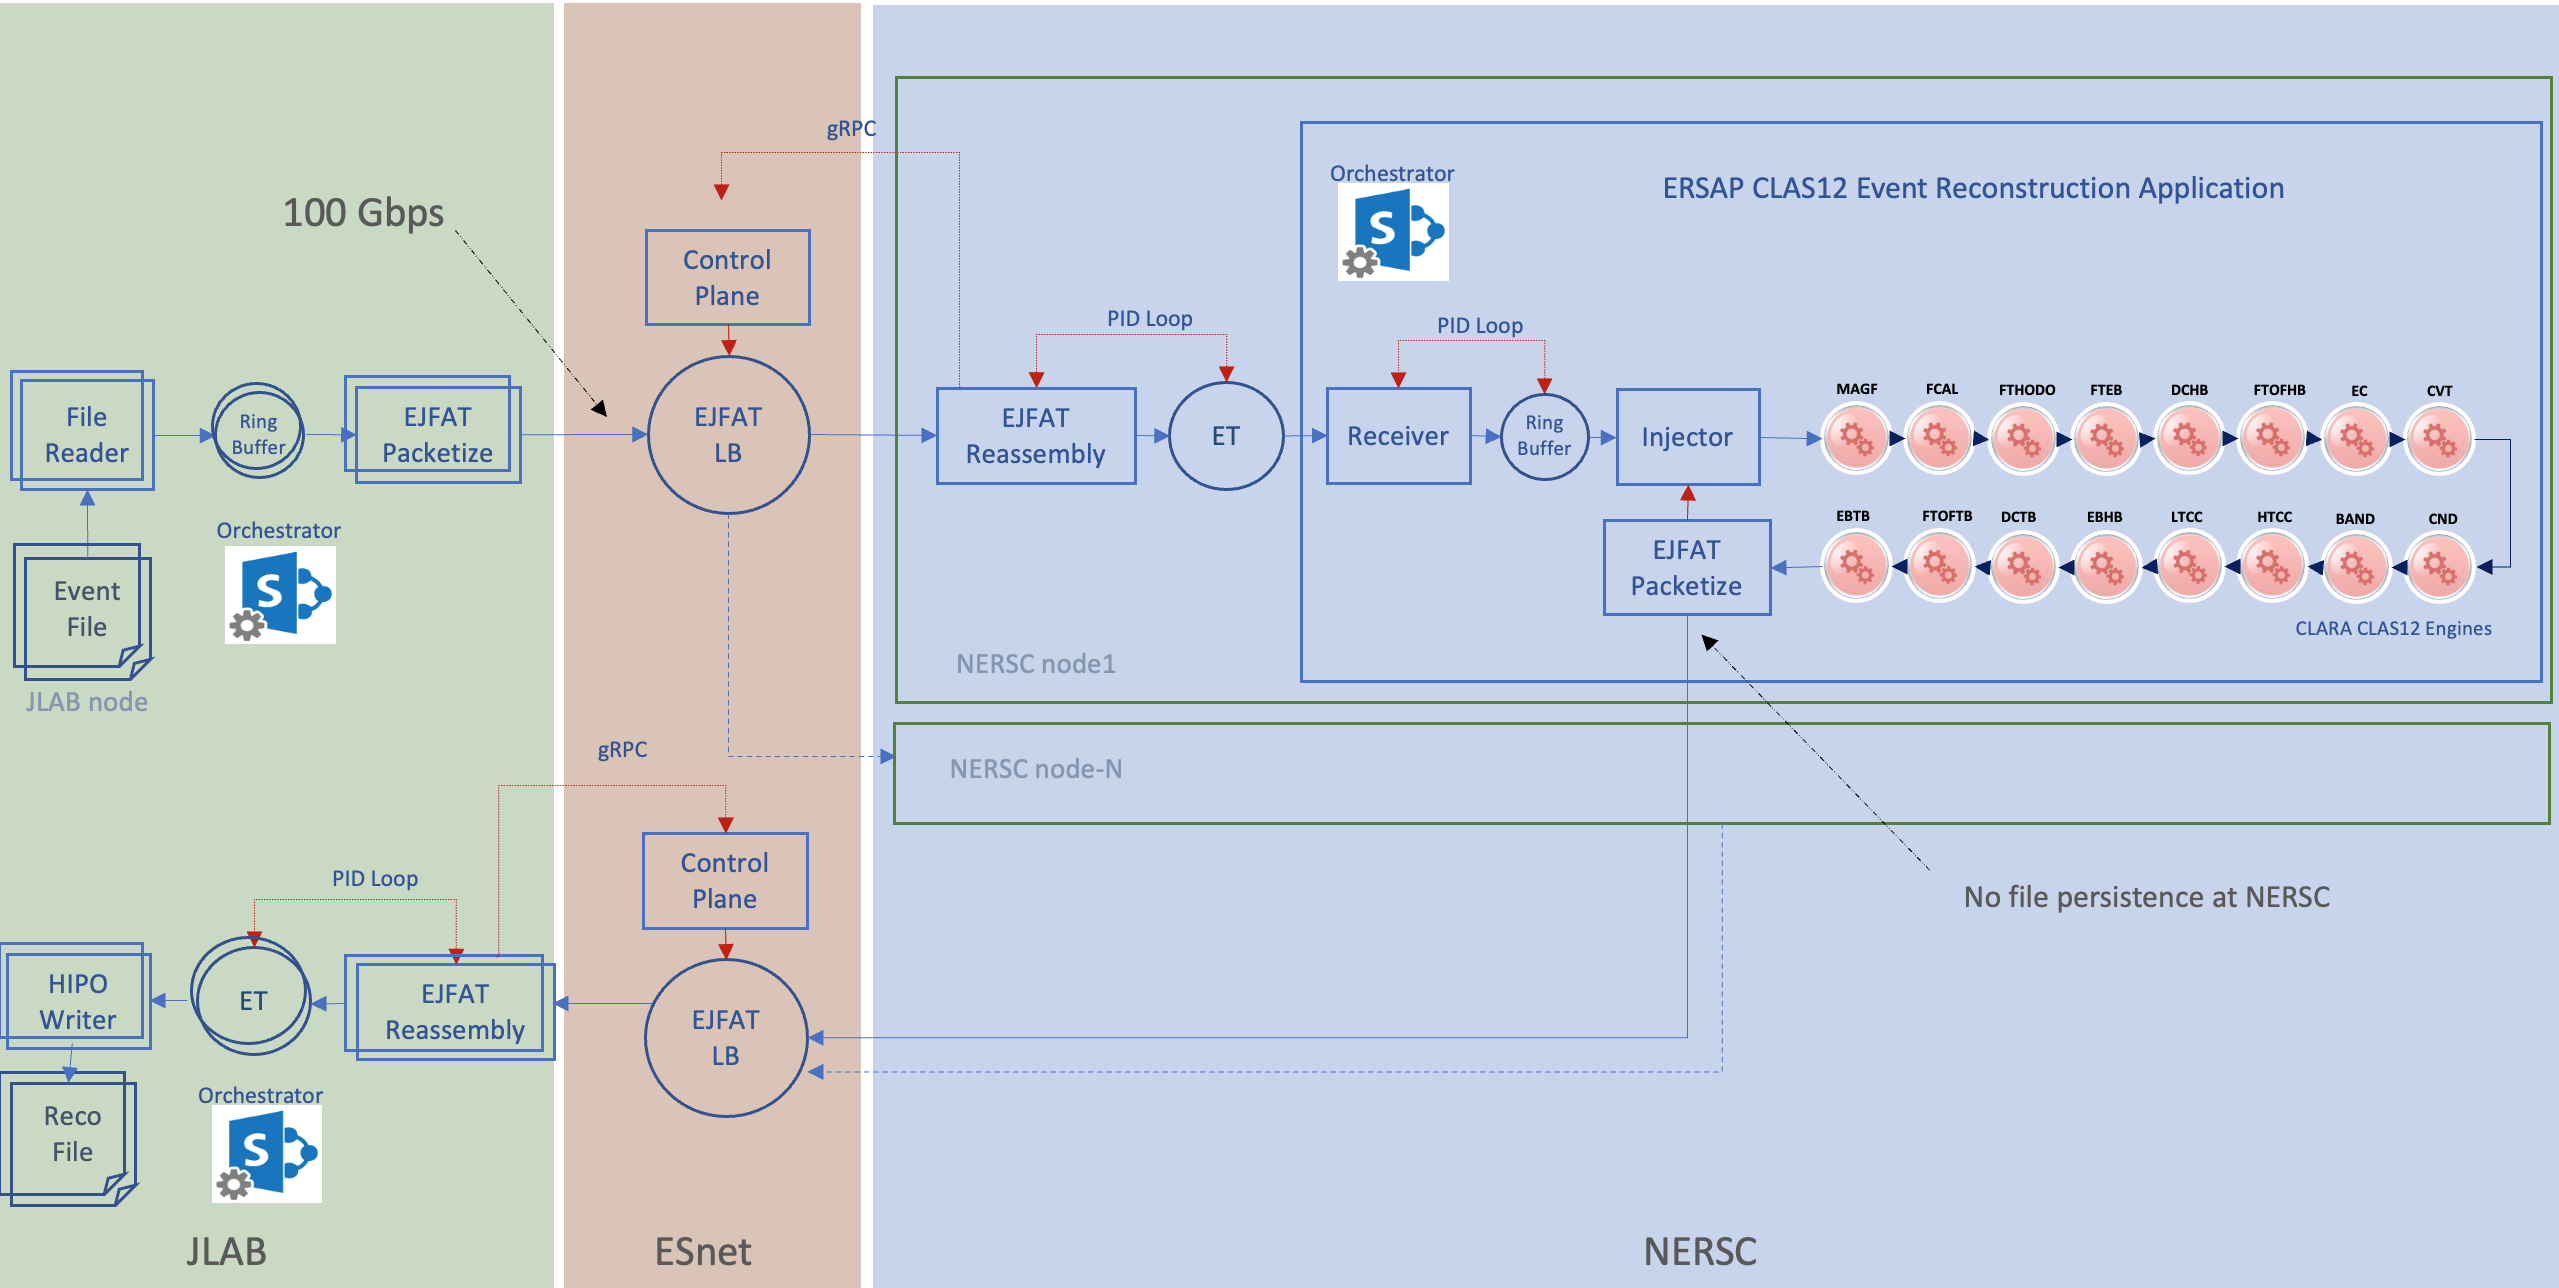 gRPC
100 Gbps
Control
Plane
EJFAT
LB
File
Reader
Ring
Buffer
EJFAT
Packetize
Event
File
JLAB node
Orchestrator
S
EJFAT
Reassembly
PID Loop
ET
Orchestrator
S
ERSAP CLAS12 Event Reconstruction Application
PID Loop
Receiver
Ring
Buffer
Injector
MAGF
FCAL
FTHODO
FTEB
DCHB
FTOFHB
EC
CVT
EBTB
FTOFTB
DCTB
EBHB
LTCC
HTCC
BAND
CND
EJFAT
Packetize
CLARA CLAS12 Engines
NERSC node1
NERSC node-N
No file persistence at NERSC
gRPC
Control
Plane
EJFAT
LB
PID Loop
HIPO
Writer
ET
EJFAT
Reassembly
Reco
File
Orchestrator
S
JLAB
ESnet
NERSC